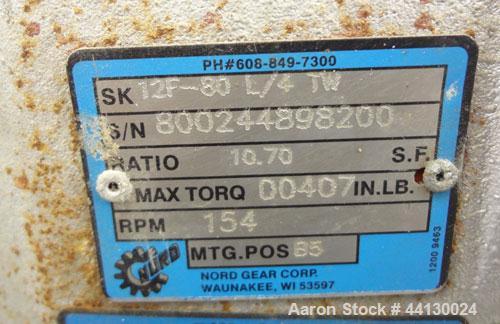 PH#608-849-7300
SK 12F-80 L/4 TW
S/N 800244898200
RATIO 10.70 S.F.
MAX TORQ 00407 IN.LB.
RPM 154
MTG.POS B5
NORD
NORD GEAR CORP.
WAUNAKEE, WI 53597
1200 9463
Aaron Stock # 44130024